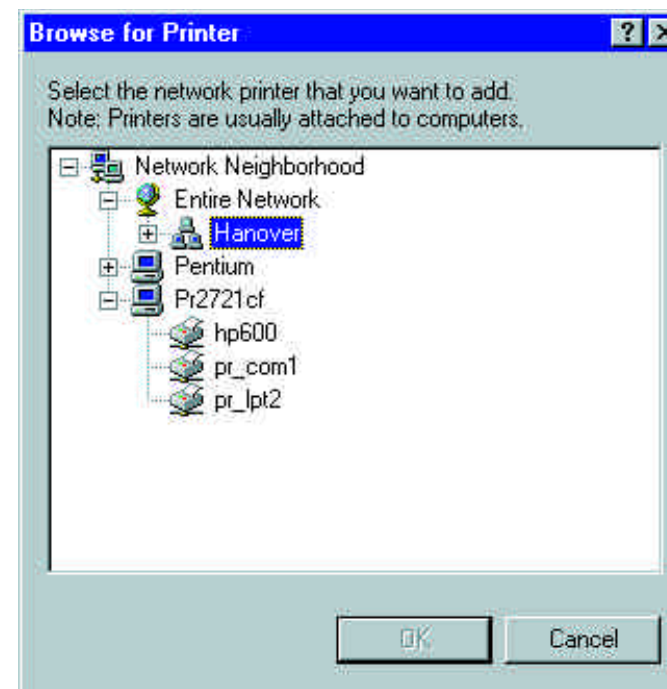 Browse for Printer
Select the network printer that you want to add.
Note: Printers are usually attached to computers.
Network Neighborhood
Entire Network
Hanover
Pentium
Pr2721cf
hp600
pr_com1
pr_lpt2
OK
Cancel